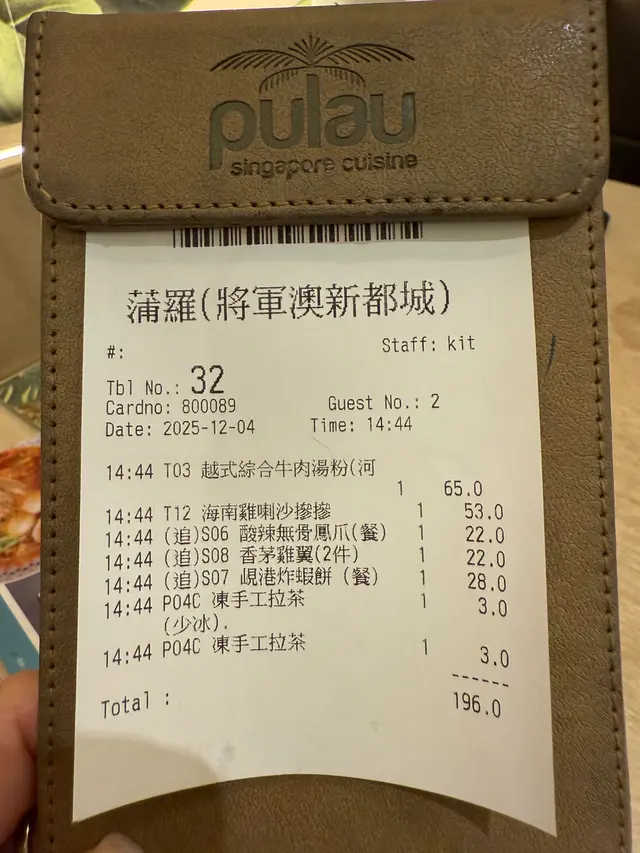 pulau
singapore cuisine
蒲羅(將軍澳新都城)
#: Staff: kit
Tbl No.: 32
Cardno: 800089 Guest No.: 2
Date: 2025-12-04 Time: 14:44
14:44 T03 越式綜合牛肉湯粉(河
1 65.0
14:44 T12 海南雞喇沙摻摻 1 53.0
14:44 (追)S06 酸辣無骨鳳爪(餐) 1 22.0
14:44 (追)S08 香茅雞翼(2件) 1 22.0
14:44 (追)S07 峴港炸蝦餅 (餐) 1 28.0
14:44 P04C 凍手工拉茶 1 3.0
(少冰).
14:44 P04C 凍手工拉茶 1 3.0
------
Total : 196.0